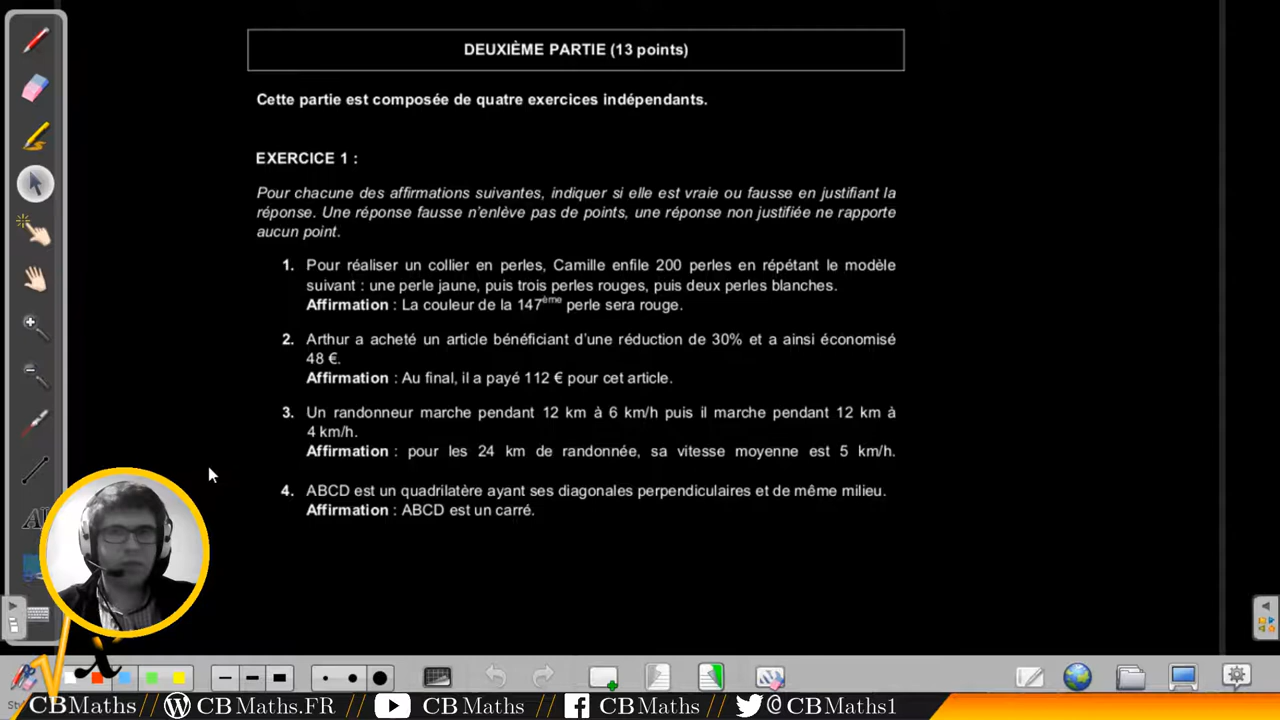 DEUXIÈME PARTIE (13 points)
Cette partie est composée de quatre exercices indépendants.
EXERCICE 1 :
Pour chacune des affirmations suivantes, indiquer si elle est vraie ou fausse en justifiant la
réponse. Une réponse fausse n'enlève pas de points, une réponse non justifiée ne rapporte
aucun point.
1. Pour réaliser un collier en perles, Camille enfile 200 perles en répétant le modèle
suivant : une perle jaune, puis trois perles rouges, puis deux perles blanches.
Affirmation : La couleur de la 147ème perle sera rouge.
2. Arthur a acheté un article bénéficiant d'une réduction de 30% et a ainsi économisé
48 €.
Affirmation : Au final, il a payé 112 € pour cet article.
3. Un randonneur marche pendant 12 km à 6 km/h puis il marche pendant 12 km à
4 km/h.
Affirmation : pour les 24 km de randonnée, sa vitesse moyenne est 5 km/h.
4. ABCD est un quadrilatère ayant ses diagonales perpendiculaires et de même milieu.
Affirmation : ABCD est un carré.
CBMaths // CBMaths.FR // CBMaths // CBMaths // @CBMaths1